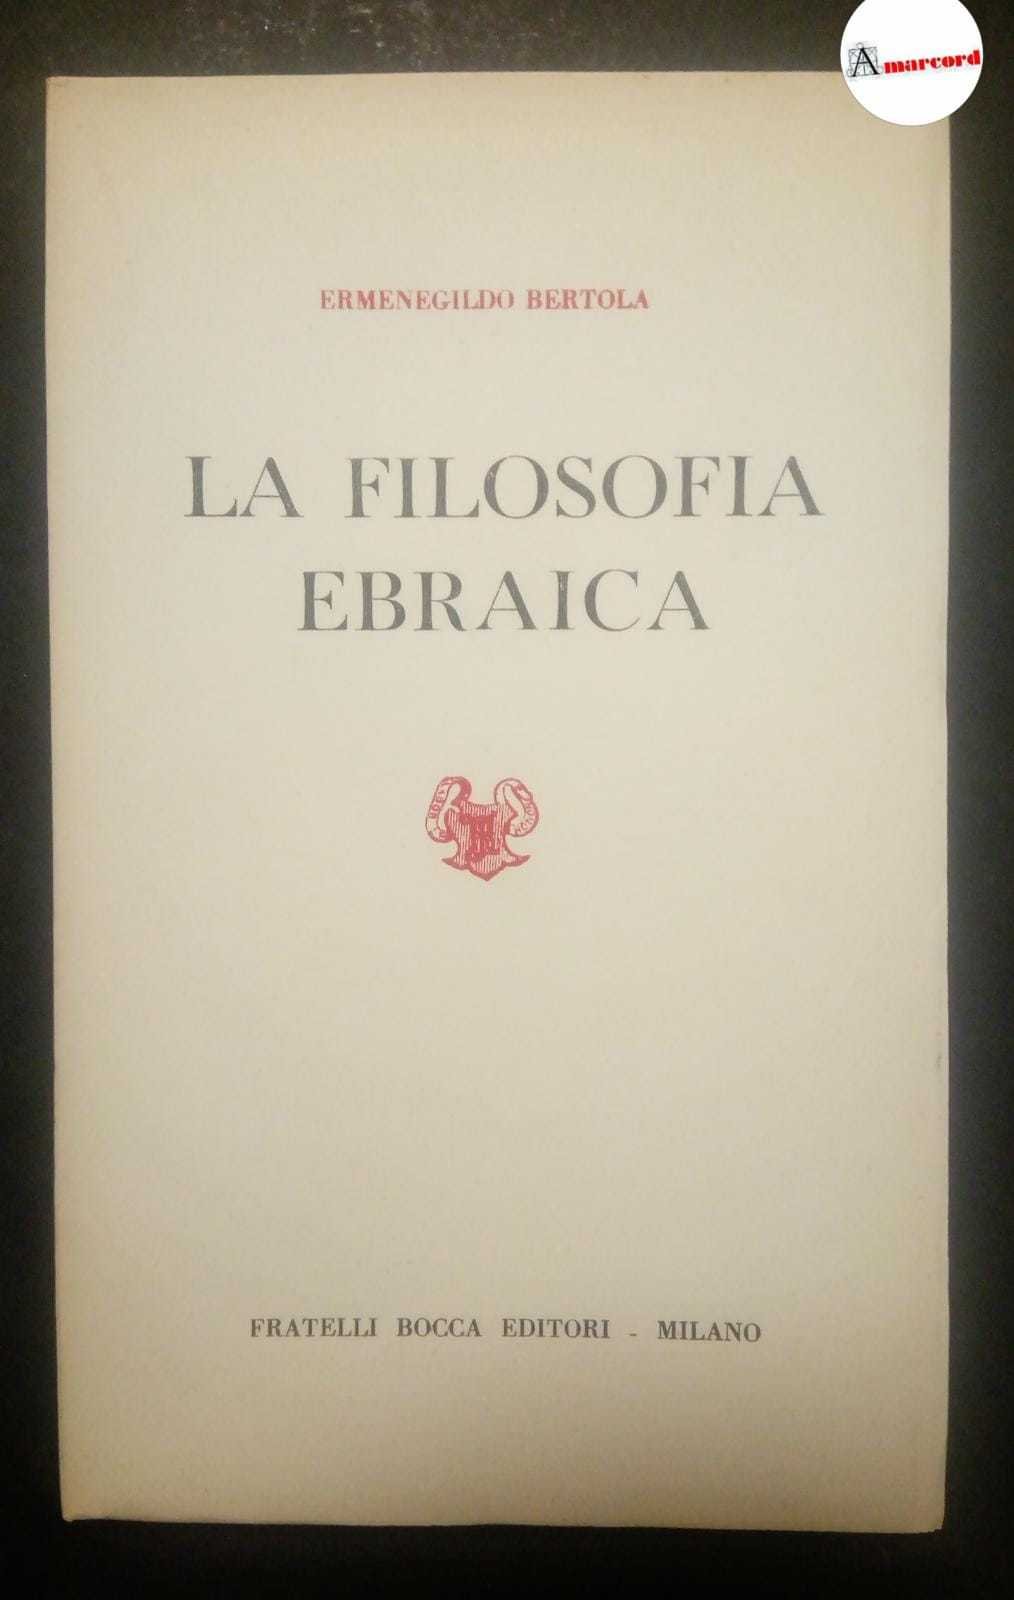 Amarcord
ERMENEGILDO BERTOLA
LA FILOSOFIA
EBRAICA
FRATELLI BOCCA EDITORI - MILANO